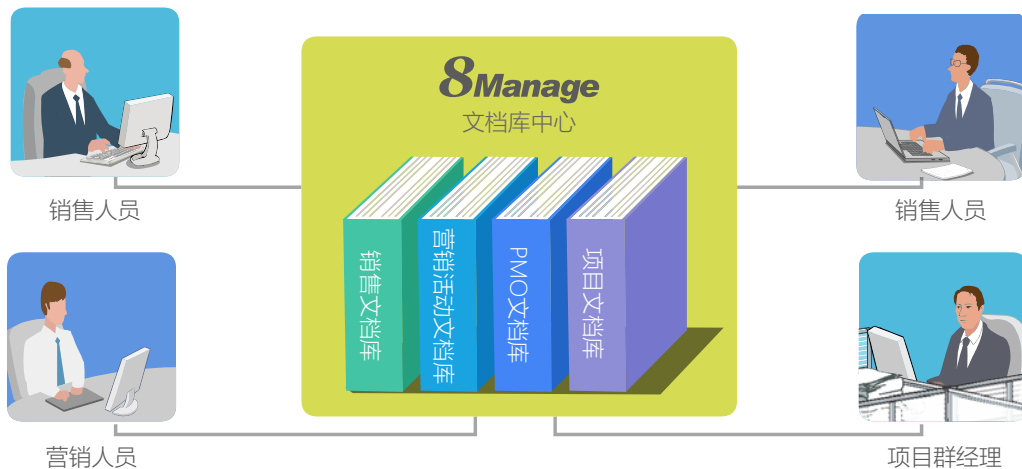 8Manage
文档库中心
销售文档库
营销活动文档库
PMO文档库
项目文档库
销售人员
销售人员
营销人员
项目群经理